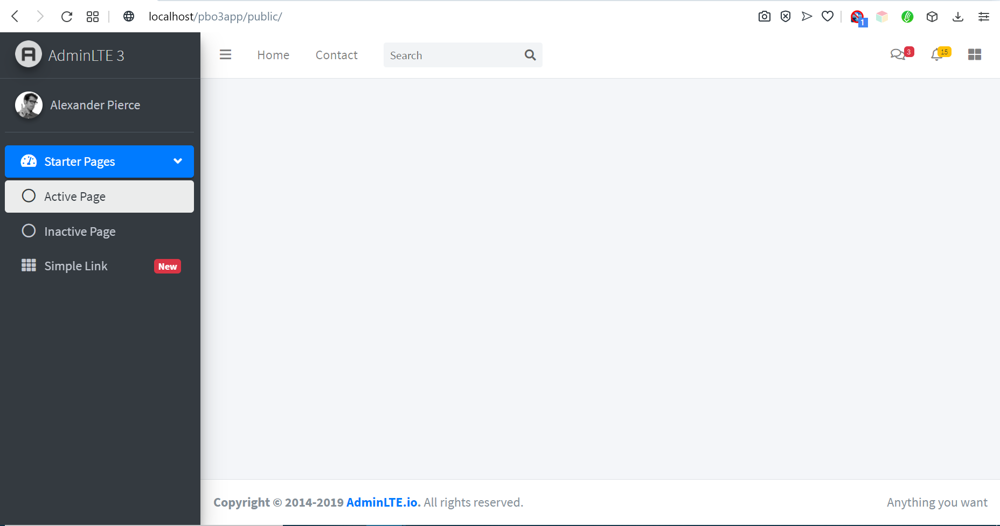 localhost/pbo3app/public/
1
AdminLTE 3
Home
Contact
Search
3
15
Alexander Pierce
Starter Pages
Active Page
Inactive Page
Simple Link
New
Copyright © 2014-2019 AdminLTE.io. All rights reserved.
Anything you want